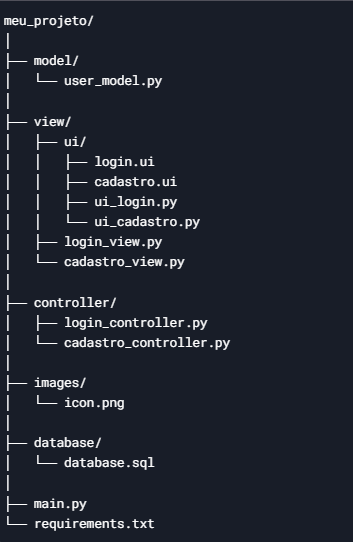 meu_projeto/
│
├── model/
│   └── user_model.py
│
├── view/
│   ├── ui/
│   │   ├── login.ui
│   │   ├── cadastro.ui
│   │   ├── ui_login.py
│   │   └── ui_cadastro.py
│   ├── login_view.py
│   └── cadastro_view.py
│
├── controller/
│   ├── login_controller.py
│   └── cadastro_controller.py
│
├── images/
│   └── icon.png
│
├── database/
│   └── database.sql
│
├── main.py
└── requirements.txt